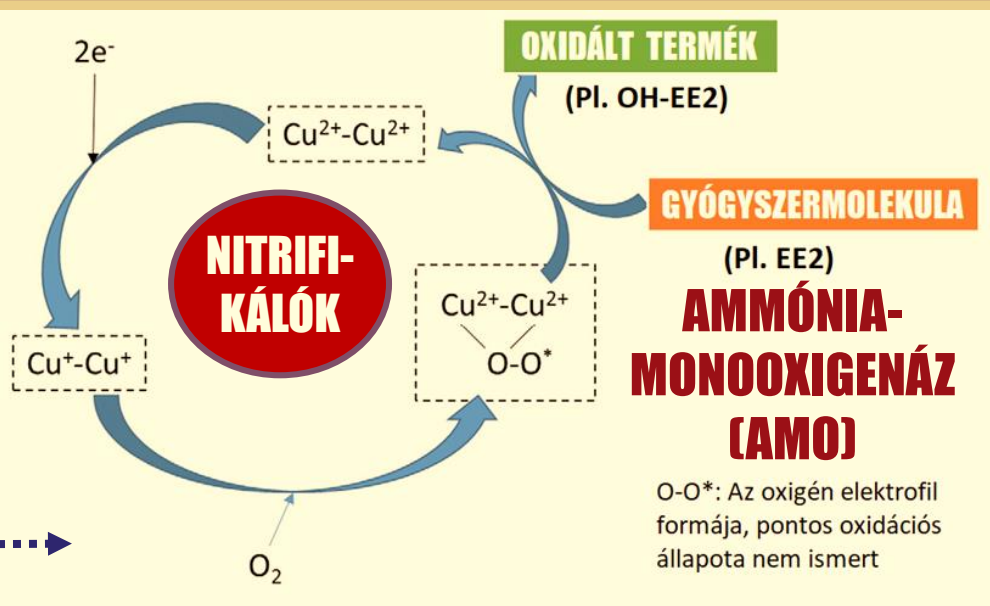 2e⁻
OXIDÁLT TERMÉK
(Pl. OH-EE2)
Cu²⁺-Cu²⁺
GYÓGYSZERMOLEKULA
(Pl. EE2)
NITRIFI-
KÁLÓK
Cu²⁺-Cu²⁺
O-O*
Cu⁺-Cu⁺
AMMÓNIA-
MONOOXIGENÁZ
(AMO)
O-O*: Az oxigén elektrofil
formája, pontos oxidációs
állapota nem ismert
O₂